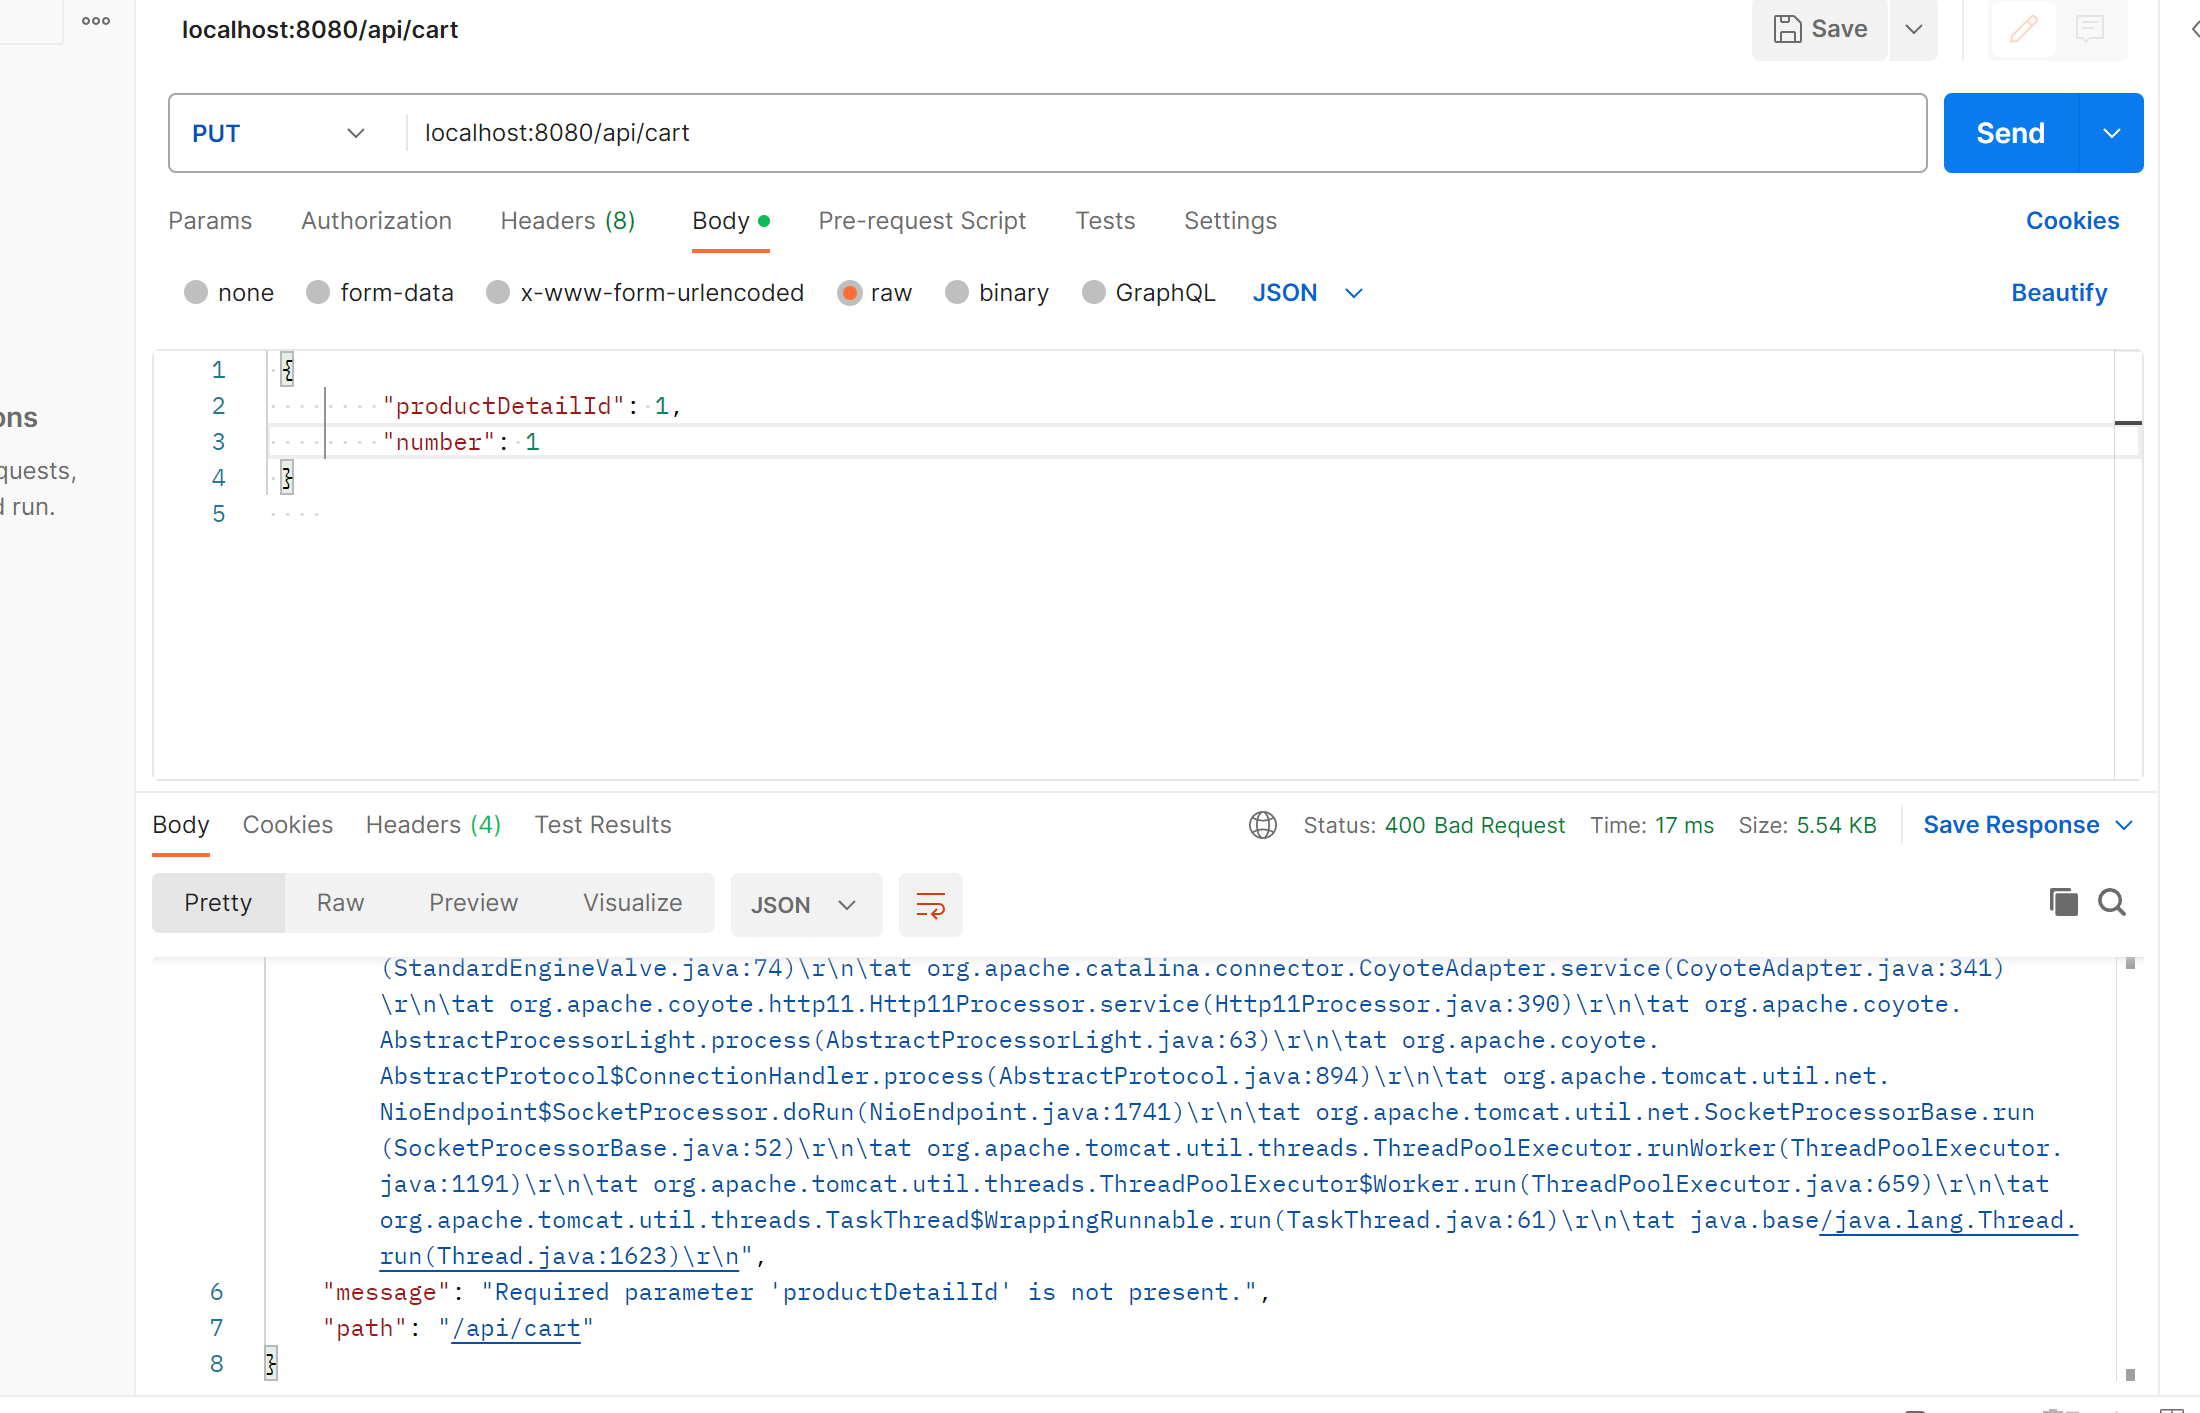 localhost:8080/api/cart
Save
PUT
localhost:8080/api/cart
Send
Params Authorization Headers (8) Body Pre-request Script Tests Settings Cookies
none form-data x-www-form-urlencoded raw binary GraphQL JSON Beautify
1 {
2 "productDetailId": 1,
3 "number": 1
4 }
5
ons
quests,
d run.
Body Cookies Headers (4) Test Results Status: 400 Bad Request Time: 17 ms Size: 5.54 KB Save Response
Pretty Raw Preview Visualize JSON
(StandardEngineValve.java:74)\r\n\tat org.apache.catalina.connector.CoyoteAdapter.service(CoyoteAdapter.java:341)
\r\n\tat org.apache.coyote.http11.Http11Processor.service(Http11Processor.java:390)\r\n\tat org.apache.coyote.
AbstractProcessorLight.process(AbstractProcessorLight.java:63)\r\n\tat org.apache.coyote.
AbstractProtocol$ConnectionHandler.process(AbstractProtocol.java:894)\r\n\tat org.apache.tomcat.util.net.
NioEndpoint$SocketProcessor.doRun(NioEndpoint.java:1741)\r\n\tat org.apache.tomcat.util.net.SocketProcessorBase.run
(SocketProcessorBase.java:52)\r\n\tat org.apache.tomcat.util.threads.ThreadPoolExecutor.runWorker(ThreadPoolExecutor.
java:1191)\r\n\tat org.apache.tomcat.util.threads.ThreadPoolExecutor$Worker.run(ThreadPoolExecutor.java:659)\r\n\tat
org.apache.tomcat.util.threads.TaskThread$WrappingRunnable.run(TaskThread.java:61)\r\n\tat java.base/java.lang.Thread.
run(Thread.java:1623)\r\n",
6 "message": "Required parameter 'productDetailId' is not present.",
7 "path": "/api/cart"
8 }